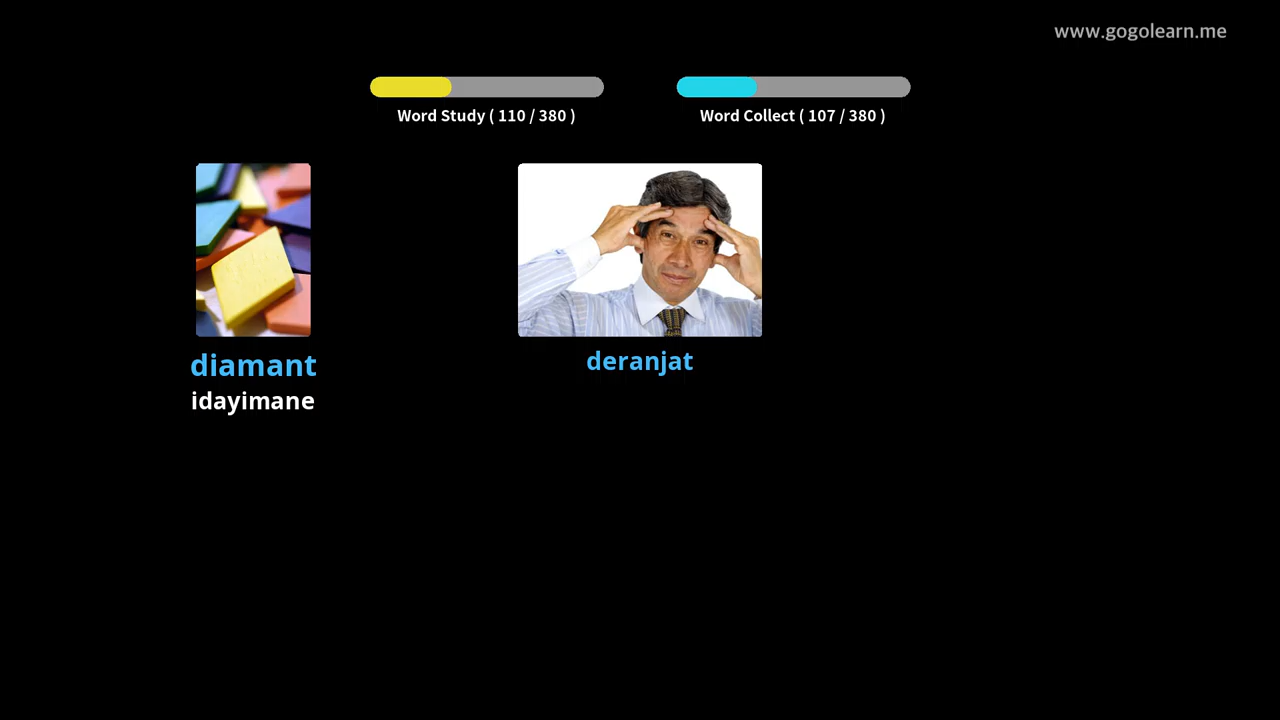 www.gogolearn.me
Word Study ( 110 / 380 )
Word Collect ( 107 / 380 )
diamant
idayimane
deranjat